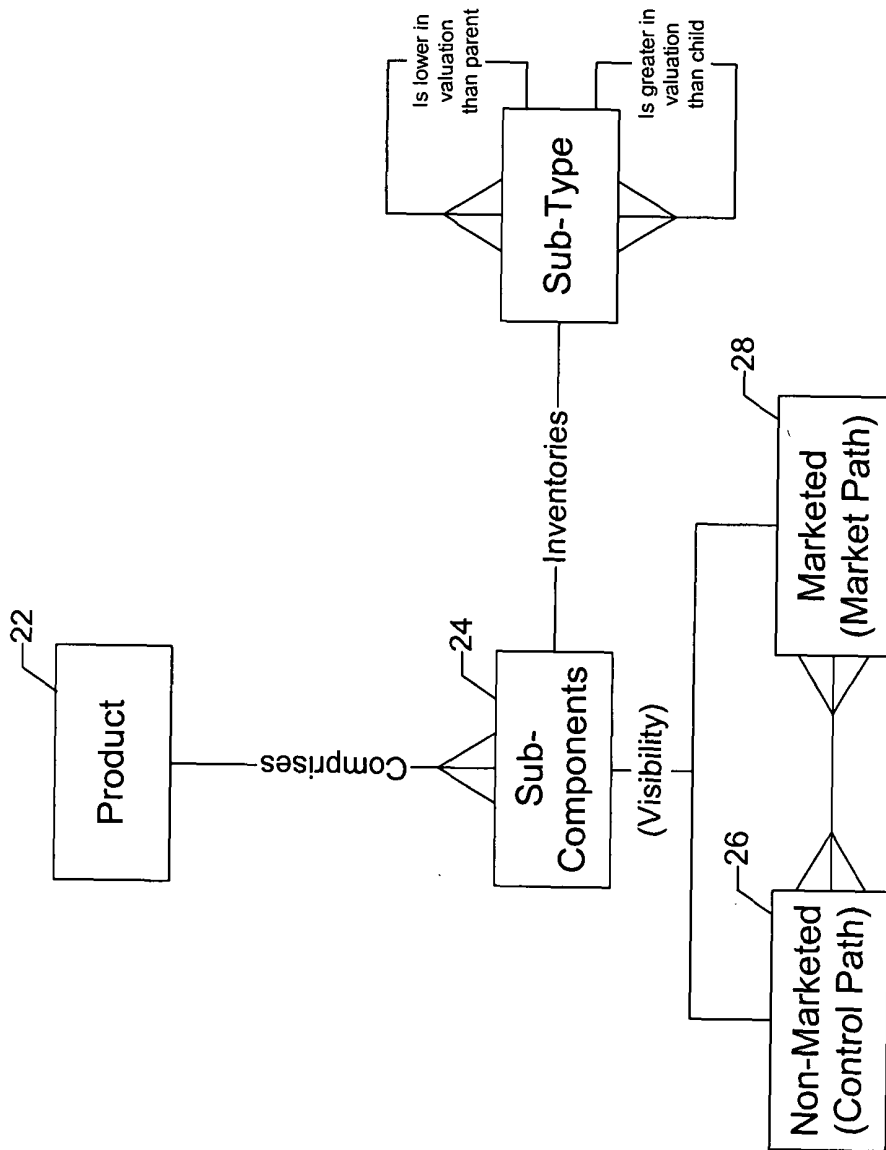 22
Product
Comprises
24
Sub-
Components
Inventories
Sub-Type
Is lower in
valuation
than parent
Is greater in
valuation
than child
(Visibility)
26
Non-Marketed
(Control Path)
28
Marketed
(Market Path)